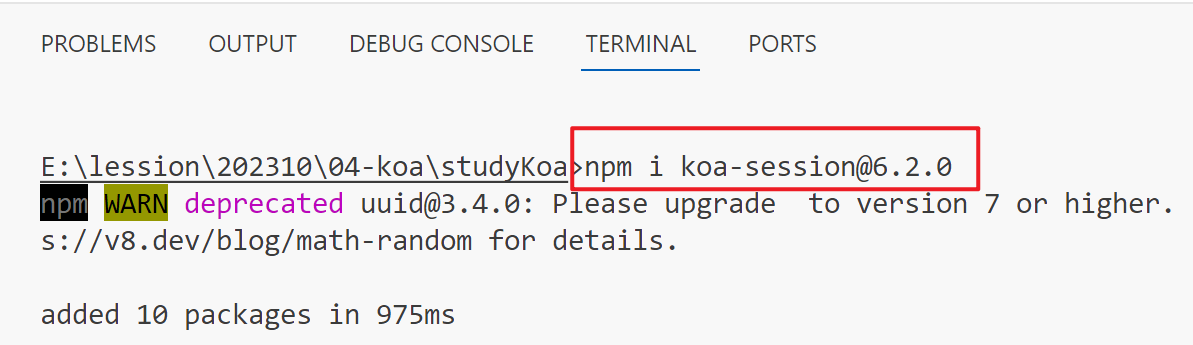 PROBLEMS OUTPUT DEBUG CONSOLE TERMINAL PORTS
E:\lession\202310\04-koa\studyKoa>npm i koa-session@6.2.0
npm WARN deprecated uuid@3.4.0: Please upgrade  to version 7 or higher.
s://v8.dev/blog/math-random for details.
added 10 packages in 975ms